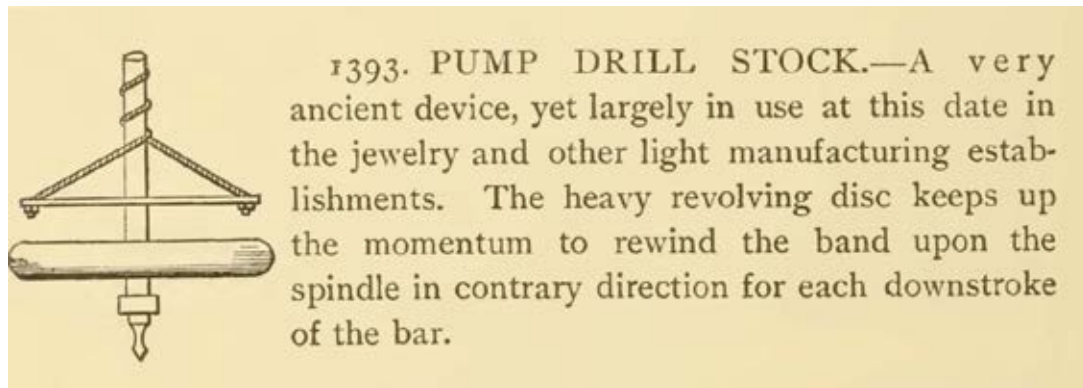 1393. PUMP DRILL STOCK.—A very
ancient device, yet largely in use at this date in
the jewelry and other light manufacturing estab-
lishments. The heavy revolving disc keeps up
the momentum to rewind the band upon the
spindle in contrary direction for each downstroke
of the bar.